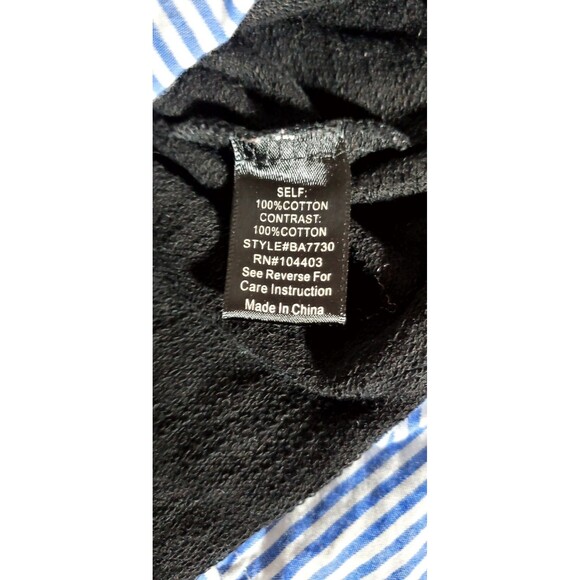 SELF:
100%COTTON
CONTRAST:
100%COTTON
STYLE#BA7730
RN#104403
See Reverse For
Care Instruction
Made In China